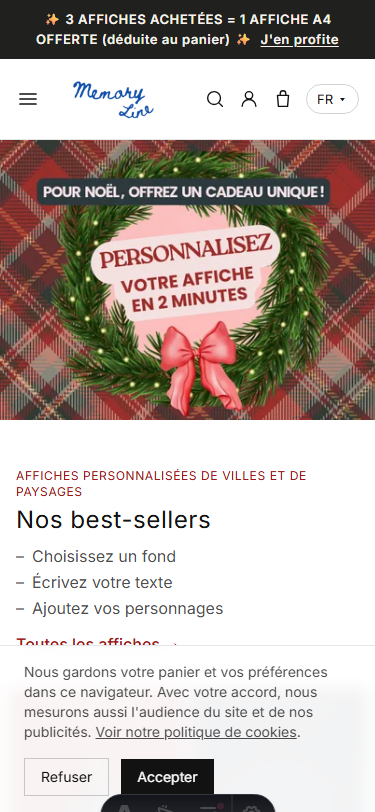 ✨ 3 AFFICHES ACHETÉES = 1 AFFICHE A4
OFFERTE (déduite au panier) ✨ J'en profite
Memory
Line
FR
POUR NOËL, OFFREZ UN CADEAU UNIQUE!
PERSONNALISEZ
VOTRE AFFICHE
EN 2 MINUTES
AFFICHES PERSONNALISÉES DE VILLES ET DE
PAYSAGES
Nos best-sellers
– Choisissez un fond
– Écrivez votre texte
– Ajoutez vos personnages
Toutes les affiches →
Nous gardons votre panier et vos préférences
dans ce navigateur. Avec votre accord, nous
mesurons aussi l'audience du site et de nos
publicités. Voir notre politique de cookies.
Refuser
Accepter